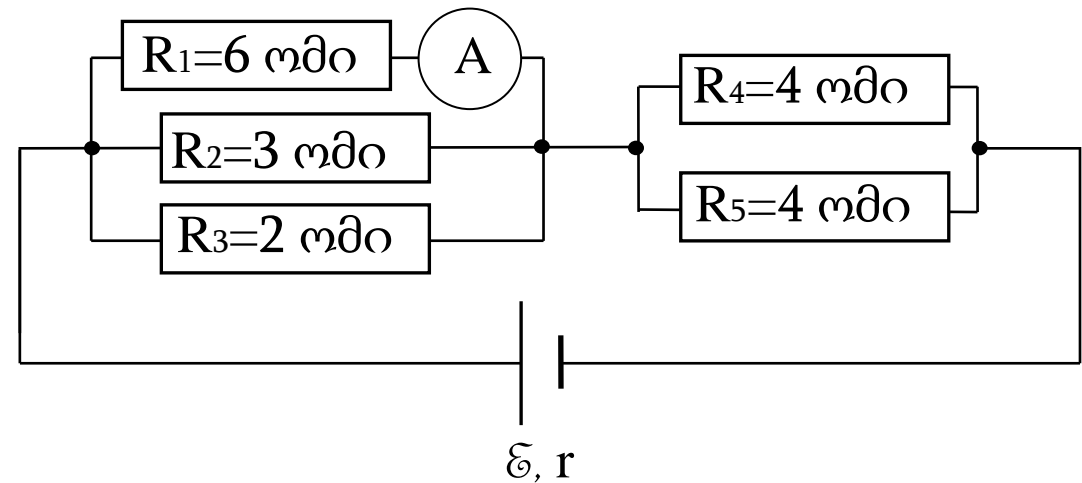 R₁=6 ომი
A
R₂=3 ომი
R₃=2 ომი
R₄=4 ომი
R₅=4 ომი
ℰ, r